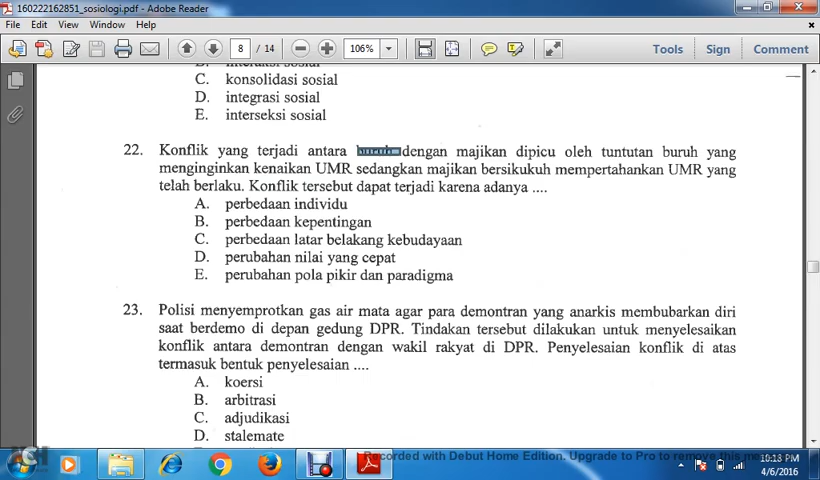 160222162851_sosiologi.pdf - Adobe Reader
File Edit View Window Help
8 / 14
106%
Tools Sign Comment
B. interaksi sosial
C. konsolidasi sosial
D. integrasi sosial
E. interseksi sosial
22. Konflik yang terjadi antara buruh dengan majikan dipicu oleh tuntutan buruh yang
menginginkan kenaikan UMR sedangkan majikan bersikukuh mempertahankan UMR yang
telah berlaku. Konflik tersebut dapat terjadi karena adanya ....
A. perbedaan individu
B. perbedaan kepentingan
C. perbedaan latar belakang kebudayaan
D. perubahan nilai yang cepat
E. perubahan pola pikir dan paradigma
23. Polisi menyemprotkan gas air mata agar para demontran yang anarkis membubarkan diri
saat berdemo di depan gedung DPR. Tindakan tersebut dilakukan untuk menyelesaikan
konflik antara demontran dengan wakil rakyat di DPR. Penyelesaian konflik di atas
termasuk bentuk penyelesaian ....
A. koersi
B. arbitrasi
C. adjudikasi
D. stalemate
Recorded with Debut Home Edition. Upgrade to Pro to remove this me
10:18 PM
4/6/2016